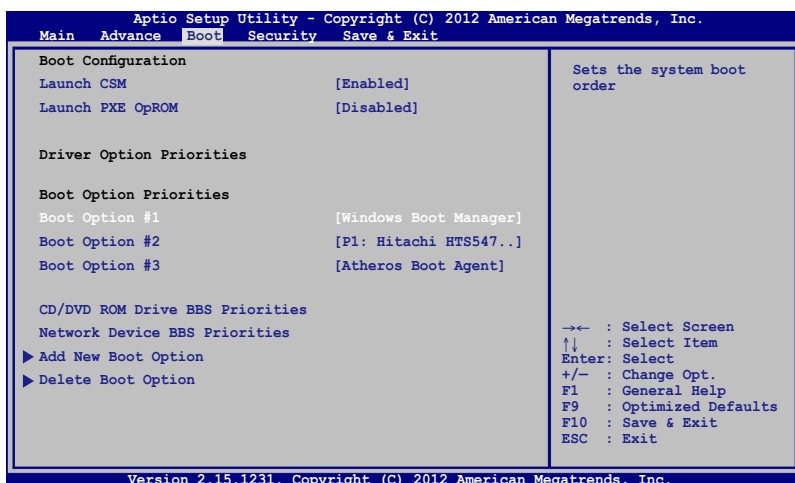 Aptio Setup Utility - Copyright (C) 2012 American Megatrends, Inc.
Main Advance Boot Security Save & Exit
Boot Configuration
Launch CSM [Enabled]
Launch PXE OpROM [Disabled]
Driver Option Priorities
Boot Option Priorities
Boot Option #1 [Windows Boot Manager]
Boot Option #2 [P1: Hitachi HTS547..]
Boot Option #3 [Atheros Boot Agent]
CD/DVD ROM Drive BBS Priorities
Network Device BBS Priorities
Add New Boot Option
Delete Boot Option
Sets the system boot
order
→← : Select Screen
↑↓ : Select Item
Enter: Select
+/— : Change Opt.
F1 : General Help
F9 : Optimized Defaults
F10 : Save & Exit
ESC : Exit
Version 2.15.1231. Copyright (C) 2012 American Megatrends, Inc.